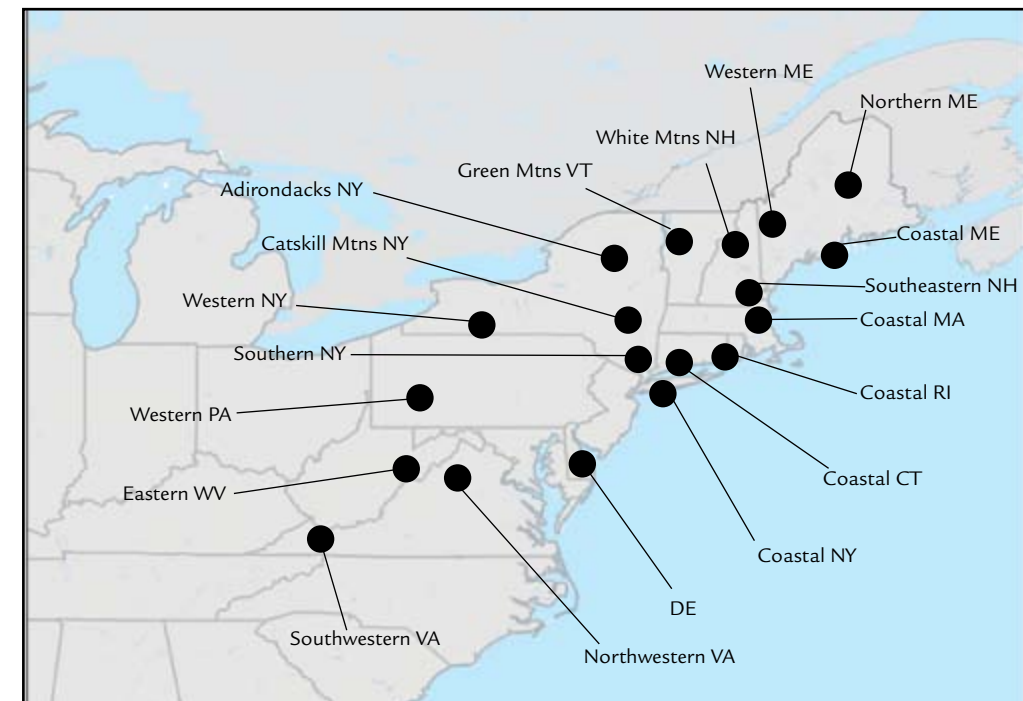 Western ME
Northern ME
White Mtns NH
Green Mtns VT
Adirondacks NY
Coastal ME
Catskill Mtns NY
Southeastern NH
Western NY
Coastal MA
Southern NY
Coastal RI
Western PA
Coastal CT
Eastern WV
Coastal NY
DE
Southwestern VA
Northwestern VA